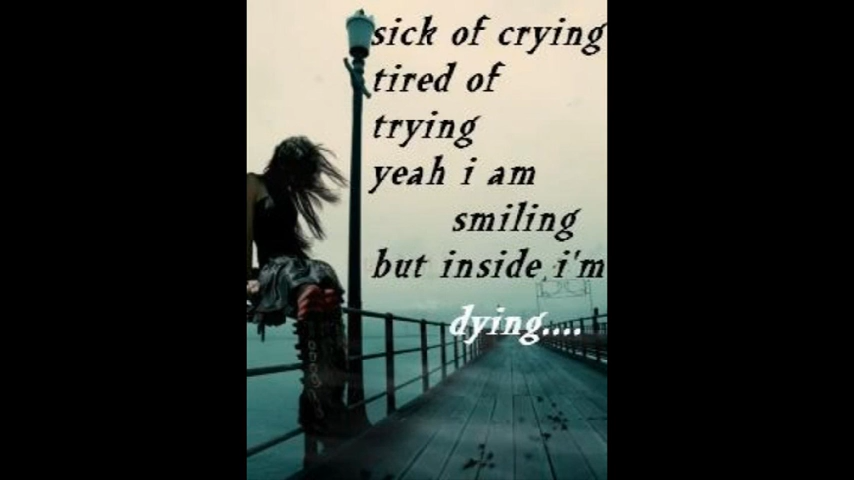 sick of crying
tired of
trying
yeah i am
smiling
but inside i'm
dying....